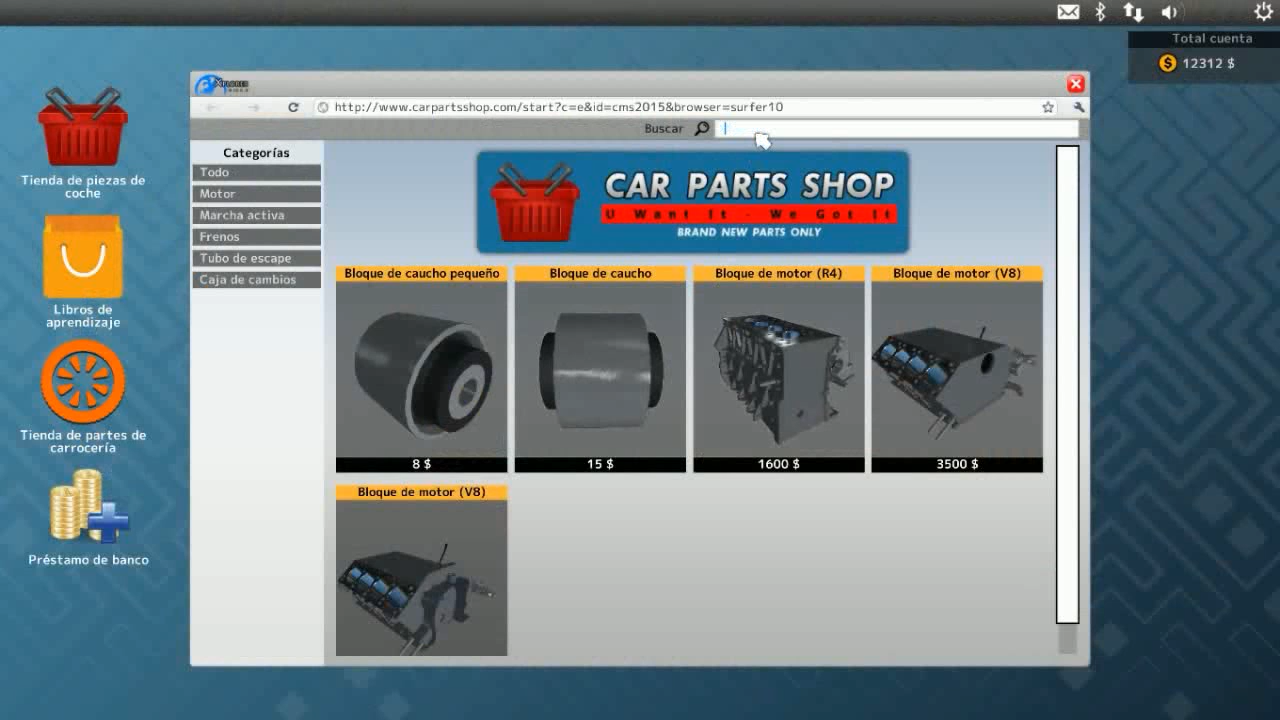 Total cuenta
12312 $
Tienda de piezas de
coche
Libros de
aprendizaje
Tienda de partes de
carrocería
Préstamo de banco
XPLORER
http://www.carpartsshop.com/start?c=e&id=cms2015&browser=surfer10
Buscar
Categorías
Todo
Motor
Marcha activa
Frenos
Tubo de escape
Caja de cambios
CAR PARTS SHOP
U Want It - We Got It
BRAND NEW PARTS ONLY
Bloque de caucho pequeño
8 $
Bloque de caucho
15 $
Bloque de motor (R4)
1600 $
Bloque de motor (V8)
3500 $
Bloque de motor (V8)